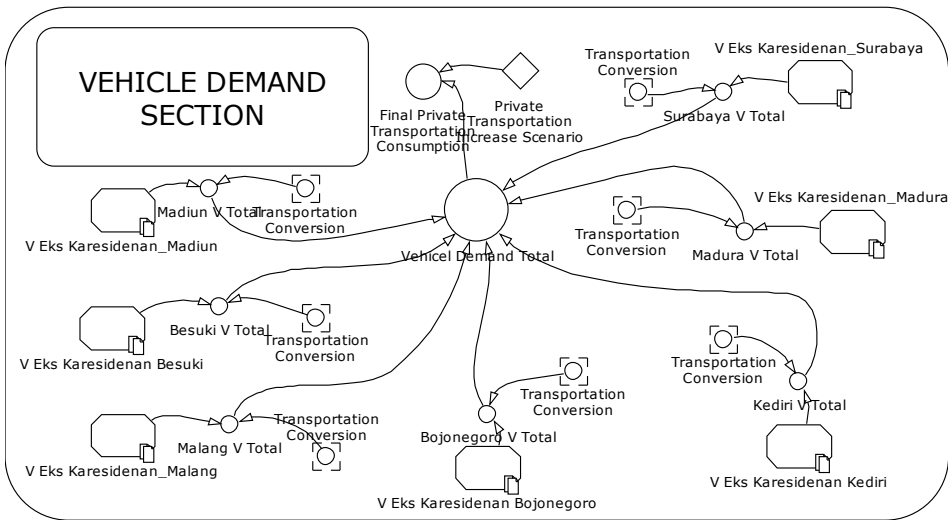 VEHICLE DEMAND
SECTION
Final Private
Transportation
Consumption
Private
Transportation
Increase Scenario
Transportation
Conversion
V Eks Karesidenan_Surabaya
Surabaya V Total
V Eks Karesidenan_Madiun
Madiun V Total
Transportation
Conversion
Vehicel Demand Total
Transportation
Conversion
V Eks Karesidenan_Madura
Madura V Total
V Eks Karesidenan Besuki
Besuki V Total
Transportation
Conversion
V Eks Karesidenan_Malang
Malang V Total
Transportation
Conversion
Transportation
Conversion
Bojonegoro V Total
V Eks Karesidenan Bojonegoro
Transportation
Conversion
Kediri V Total
V Eks Karesidenan Kediri